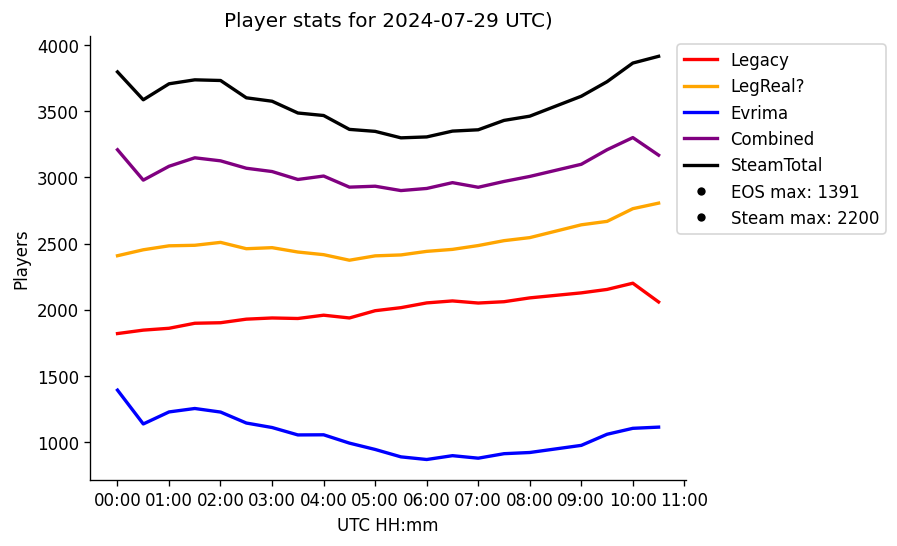 Player stats for 2024-07-29 UTC)
4000
3500
3000
2500
2000
1500
1000
Players
00:00 01:00 02:00 03:00 04:00 05:00 06:00 07:00 08:00 09:00 10:00 11:00
UTC HH:mm
Legacy
LegReal?
Evrima
Combined
SteamTotal
EOS max: 1391
Steam max: 2200